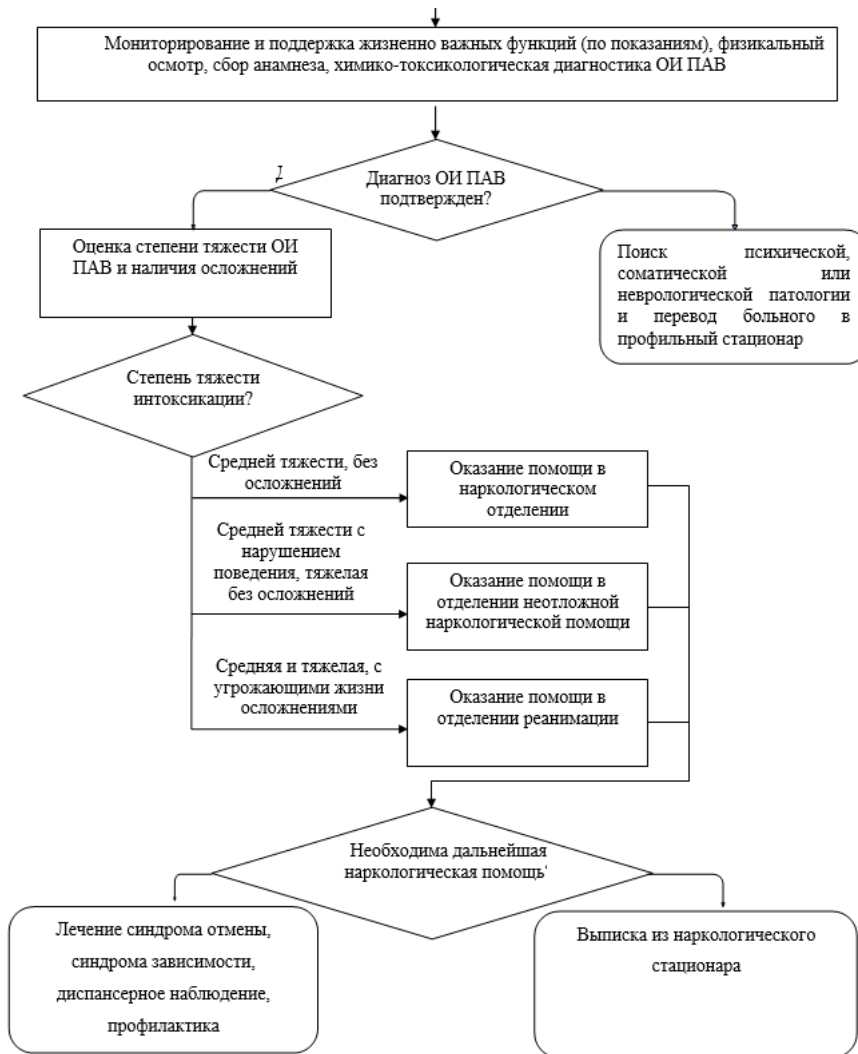 Мониторирование и поддержка жизненно важных функций (по показаниям), физикальный
осмотр, сбор анамнеза, химико-токсикологическая диагностика ОИ ПАВ
Диагноз ОИ ПАВ
подтвержден?
Оценка степени тяжести ОИ
ПАВ и наличия осложнений
Поиск психической,
соматической или
неврологической патологии
и перевод больного в
профильный стационар
Степень тяжести
интоксикации?
Средней тяжести, без
осложнений
Оказание помощи в
наркологическом
отделении
Средней тяжести с
нарушением
поведения, тяжелая
без осложнений
Оказание помощи в
отделении неотложной
наркологической помощи
Средняя и тяжелая, с
угрожающими жизни
осложнениями
Оказание помощи в
отделении реанимации
Необходима дальнейшая
наркологическая помощь
Лечение синдрома отмены,
синдрома зависимости,
диспансерное наблюдение,
профилактика
Выписка из наркологического
стационара